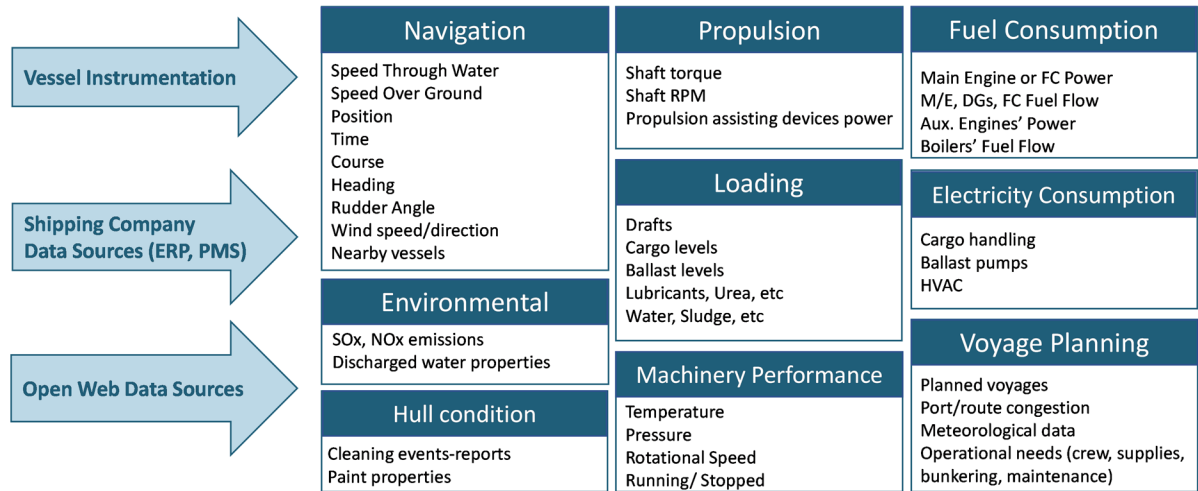 Vessel Instrumentation
Shipping Company
Data Sources (ERP, PMS)
Open Web Data Sources
Navigation
Speed Through Water
Speed Over Ground
Position
Time
Course
Heading
Rudder Angle
Wind speed/direction
Nearby vessels
Environmental
SOx, NOx emissions
Discharged water properties
Hull condition
Cleaning events-reports
Paint properties
Propulsion
Shaft torque
Shaft RPM
Propulsion assisting devices power
Loading
Drafts
Cargo levels
Ballast levels
Lubricants, Urea, etc
Water, Sludge, etc
Machinery Performance
Temperature
Pressure
Rotational Speed
Running/ Stopped
Fuel Consumption
Main Engine or FC Power
M/E, DGs, FC Fuel Flow
Aux. Engines’ Power
Boilers’ Fuel Flow
Electricity Consumption
Cargo handling
Ballast pumps
HVAC
Voyage Planning
Planned voyages
Port/route congestion
Meteorological data
Operational needs (crew, supplies,
bunkering, maintenance)